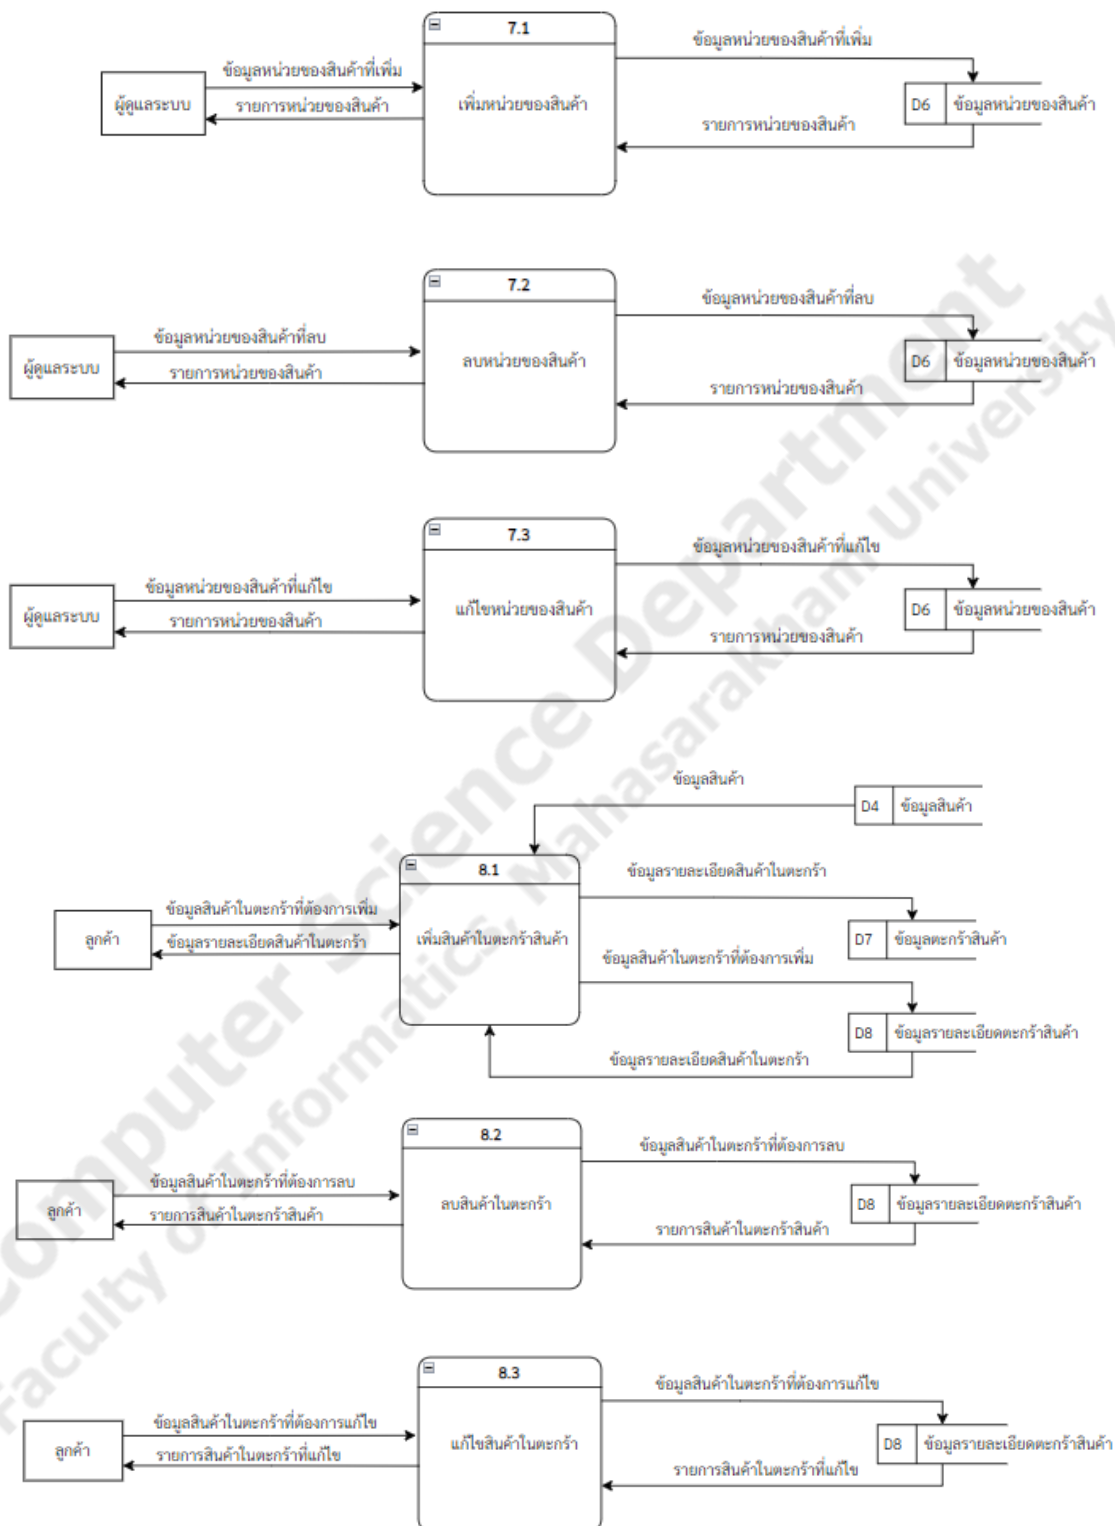 7.1
ข้อมูลหน่วยของสินค้าที่เพิ่ม
ข้อมูลหน่วยของสินค้าที่เพิ่ม
ผู้ดูแลระบบ
เพิ่มหน่วยของสินค้า
D6 ข้อมูลหน่วยของสินค้า
รายการหน่วยของสินค้า
รายการหน่วยของสินค้า
7.2
ข้อมูลหน่วยของสินค้าที่ลบ
ข้อมูลหน่วยของสินค้าที่ลบ
ผู้ดูแลระบบ
ลบหน่วยของสินค้า
D6 ข้อมูลหน่วยของสินค้า
รายการหน่วยของสินค้า
รายการหน่วยของสินค้า
7.3
ข้อมูลหน่วยของสินค้าที่แก้ไข
ข้อมูลหน่วยของสินค้าที่แก้ไข
ผู้ดูแลระบบ
แก้ไขหน่วยของสินค้า
D6 ข้อมูลหน่วยของสินค้า
รายการหน่วยของสินค้า
รายการหน่วยของสินค้า
ข้อมูลสินค้า
D4 ข้อมูลสินค้า
8.1
ข้อมูลรายละเอียดสินค้าในตะกร้า
ข้อมูลสินค้าในตะกร้าที่ต้องการเพิ่ม
ลูกค้า
เพิ่มสินค้าในตะกร้าสินค้า
D7 ข้อมูลตะกร้าสินค้า
ข้อมูลรายละเอียดสินค้าในตะกร้า
ข้อมูลสินค้าในตะกร้าที่ต้องการเพิ่ม
D8 ข้อมูลรายละเอียดตะกร้าสินค้า
ข้อมูลรายละเอียดสินค้าในตะกร้า
8.2
ข้อมูลสินค้าในตะกร้าที่ต้องการลบ
ข้อมูลสินค้าในตะกร้าที่ต้องการลบ
ลูกค้า
ลบสินค้าในตะกร้า
D8 ข้อมูลรายละเอียดตะกร้าสินค้า
รายการสินค้าในตะกร้าสินค้า
รายการสินค้าในตะกร้าสินค้า
8.3
ข้อมูลสินค้าในตะกร้าที่ต้องการแก้ไข
ข้อมูลสินค้าในตะกร้าที่ต้องการแก้ไข
ลูกค้า
แก้ไขสินค้าในตะกร้า
D8 ข้อมูลรายละเอียดตะกร้าสินค้า
รายการสินค้าในตะกร้าที่แก้ไข
รายการสินค้าในตะกร้าที่แก้ไข
Computer Science Department
Faculty of Informatics, Mahasarakham University